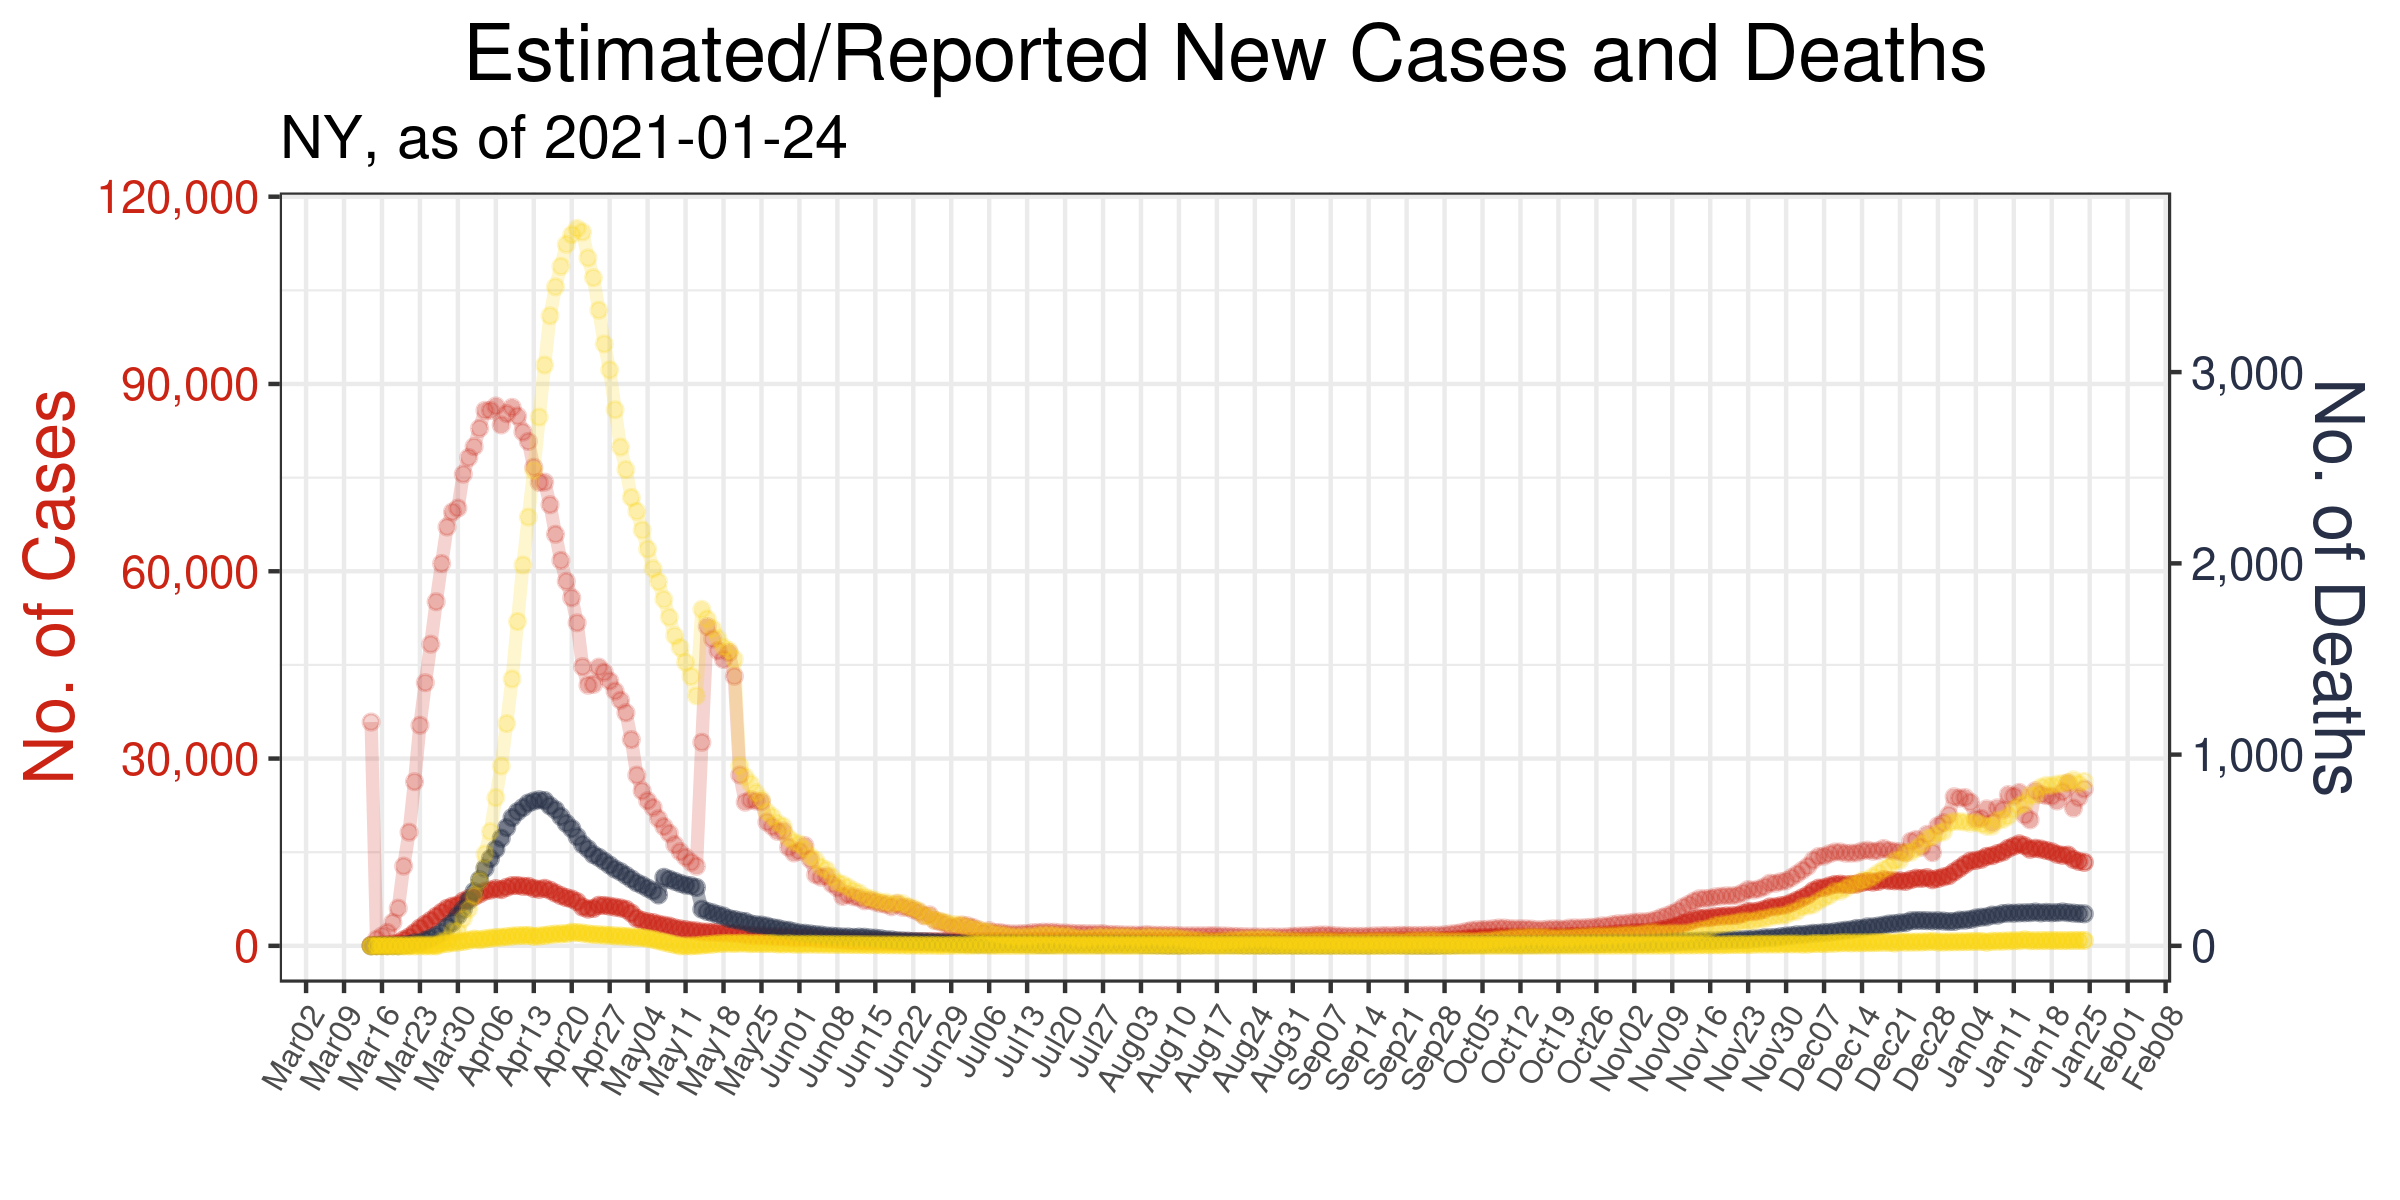 Estimated/Reported New Cases and Deaths
NY, as of 2021-01-24
No. of Cases
120,000
90,000
60,000
30,000
0
3,000
2,000
1,000
0
No. of Deaths
Mar02
Mar09
Mar16
Mar23
Mar30
Apr06
Apr13
Apr20
Apr27
May04
May11
May18
May25
Jun01
Jun08
Jun15
Jun22
Jun29
Jul06
Jul13
Jul20
Jul27
Aug03
Aug10
Aug17
Aug24
Aug31
Sep07
Sep14
Sep21
Sep28
Oct05
Oct12
Oct19
Oct26
Nov02
Nov09
Nov16
Nov23
Nov30
Dec07
Dec14
Dec21
Dec28
Jan04
Jan11
Jan18
Jan25
Feb01
Feb08